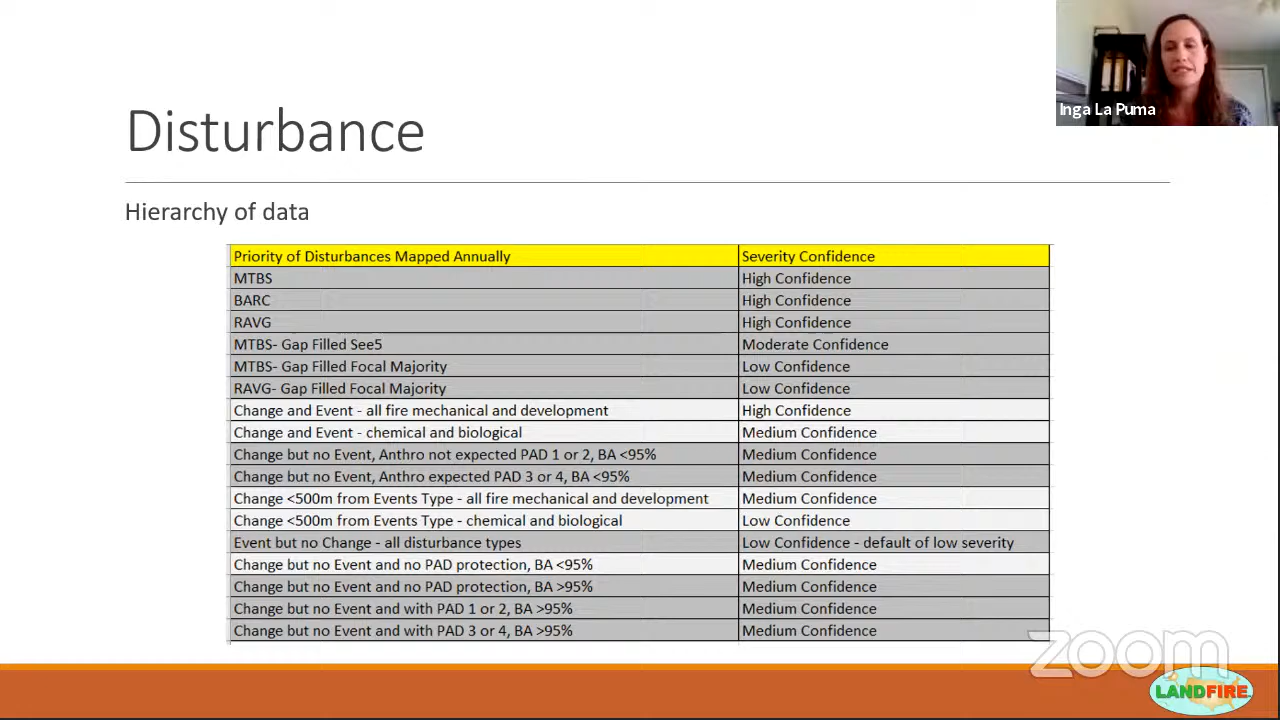 Inga La Puma
Disturbance
Hierarchy of data
Priority of Disturbances Mapped Annually Severity Confidence
MTBS High Confidence
BARC High Confidence
RAVG High Confidence
MTBS- Gap Filled See5 Moderate Confidence
MTBS- Gap Filled Focal Majority Low Confidence
RAVG- Gap Filled Focal Majority Low Confidence
Change and Event - all fire mechanical and development High Confidence
Change and Event - chemical and biological Medium Confidence
Change but no Event, Anthro not expected PAD 1 or 2, BA <95% Medium Confidence
Change but no Event, Anthro expected PAD 3 or 4, BA <95% Medium Confidence
Change <500m from Events Type - all fire mechanical and development Medium Confidence
Change <500m from Events Type - chemical and biological Low Confidence
Event but no Change - all disturbance types Low Confidence - default of low severity
Change but no Event and no PAD protection, BA <95% Medium Confidence
Change but no Event and no PAD protection, BA >95% Medium Confidence
Change but no Event and with PAD 1 or 2, BA >95% Medium Confidence
Change but no Event and with PAD 3 or 4, BA >95% Medium Confidence
zoom
LANDFIRE